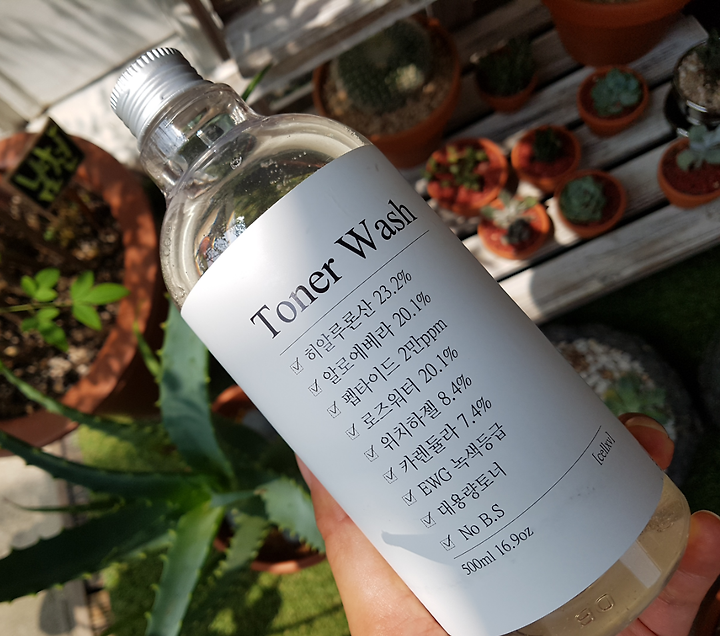 Toner Wash
☑ 히알루론산 23.2%
☑ 알로에베라 20.1%
☑ 펩타이드 2만ppm
☑ 로즈워터 20.1%
☑ 위치하젤 8.4%
☑ 카렌둘라 7.4%
☑ EWG 녹색등급
☑ 대용량토너
☑ No B.S
500ml 16.9oz
[cellxv]